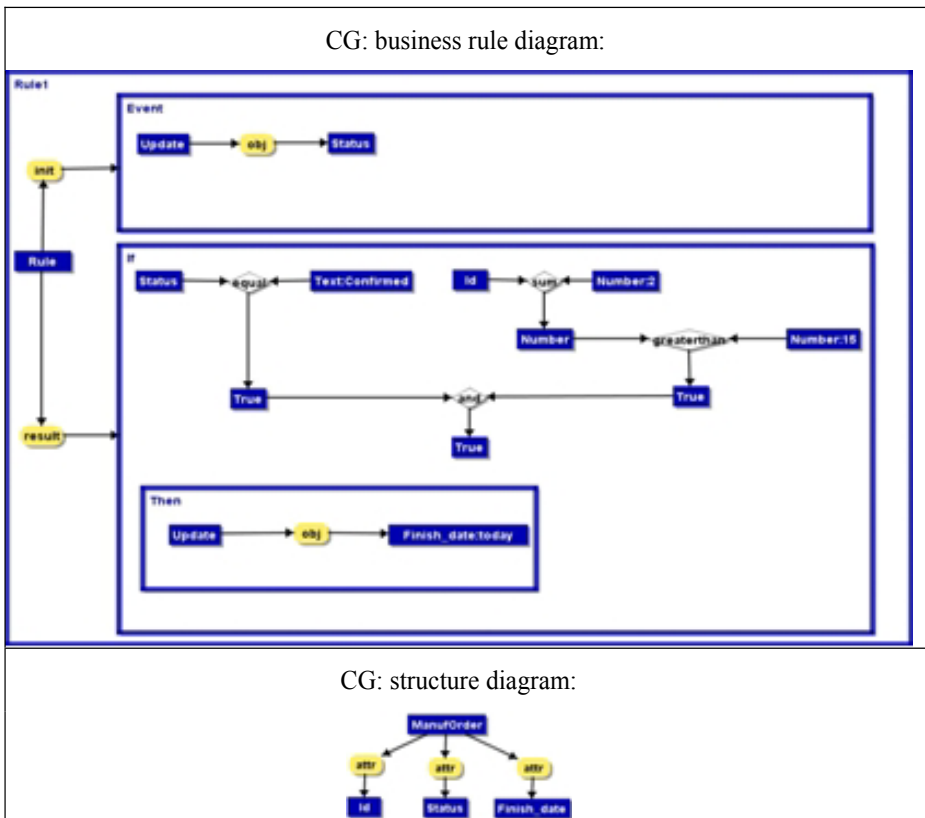 CG: business rule diagram:
Rule1
Event
Update obj Status
init
Rule
If
Status equal Text:Confirmed Id sum Number:2
Number greaterthan Number:15
True and True
result
True
Then
Update obj Finish_date:today
CG: structure diagram:
ManufOrder
attr attr attr
Id Status Finish_date